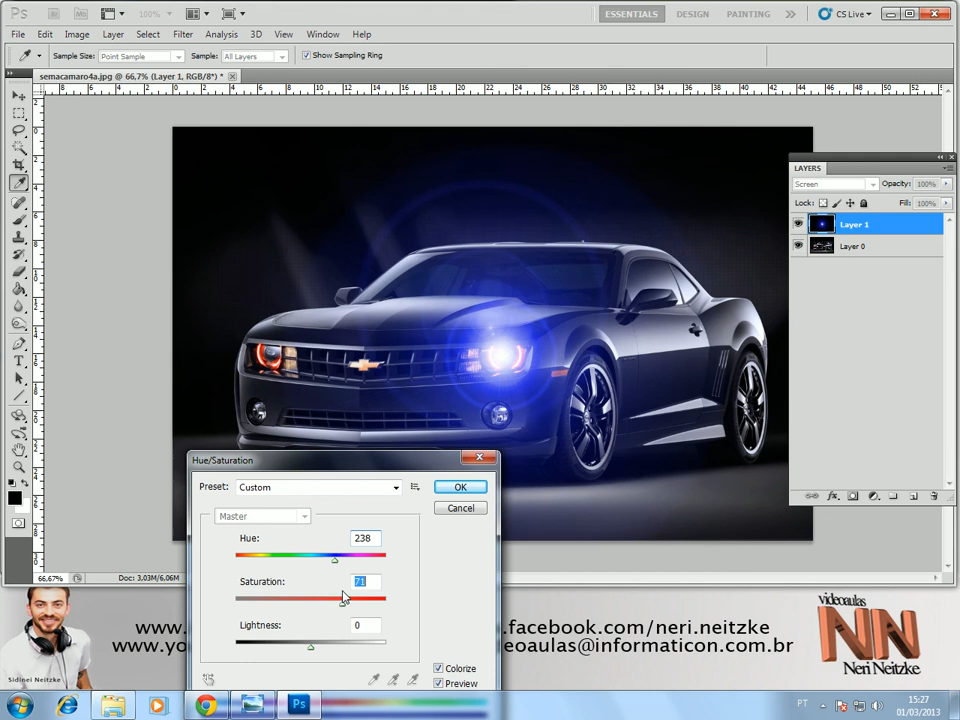 Ps
100%
ESSENTIALS
DESIGN
PAINTING
CS Live
File
Edit
Image
Layer
Select
Filter
Analysis
3D
View
Window
Help
Sample Size:
Point Sample
Sample:
All Layers
Show Sampling Ring
semacamaro4a.jpg @ 66,7% (Layer 1, RGB/8*) *
LAYERS
Screen
Opacity:
100%
Lock:
Fill:
100%
Layer 1
Layer 0
Hue/Saturation
Preset:
Custom
OK
Cancel
Master
Hue:
238
Saturation:
71
Lightness:
0
Colorize
Preview
66,67%
Doc: 3,03M/6,06M
Sidinei Neitzke
www.
.facebook.com/neri.neitzke
www.yo
deoaulas@informaticon.com.br
videoaulas
NN
Neri Neitzke
Ps
PT
15:27
01/03/2013